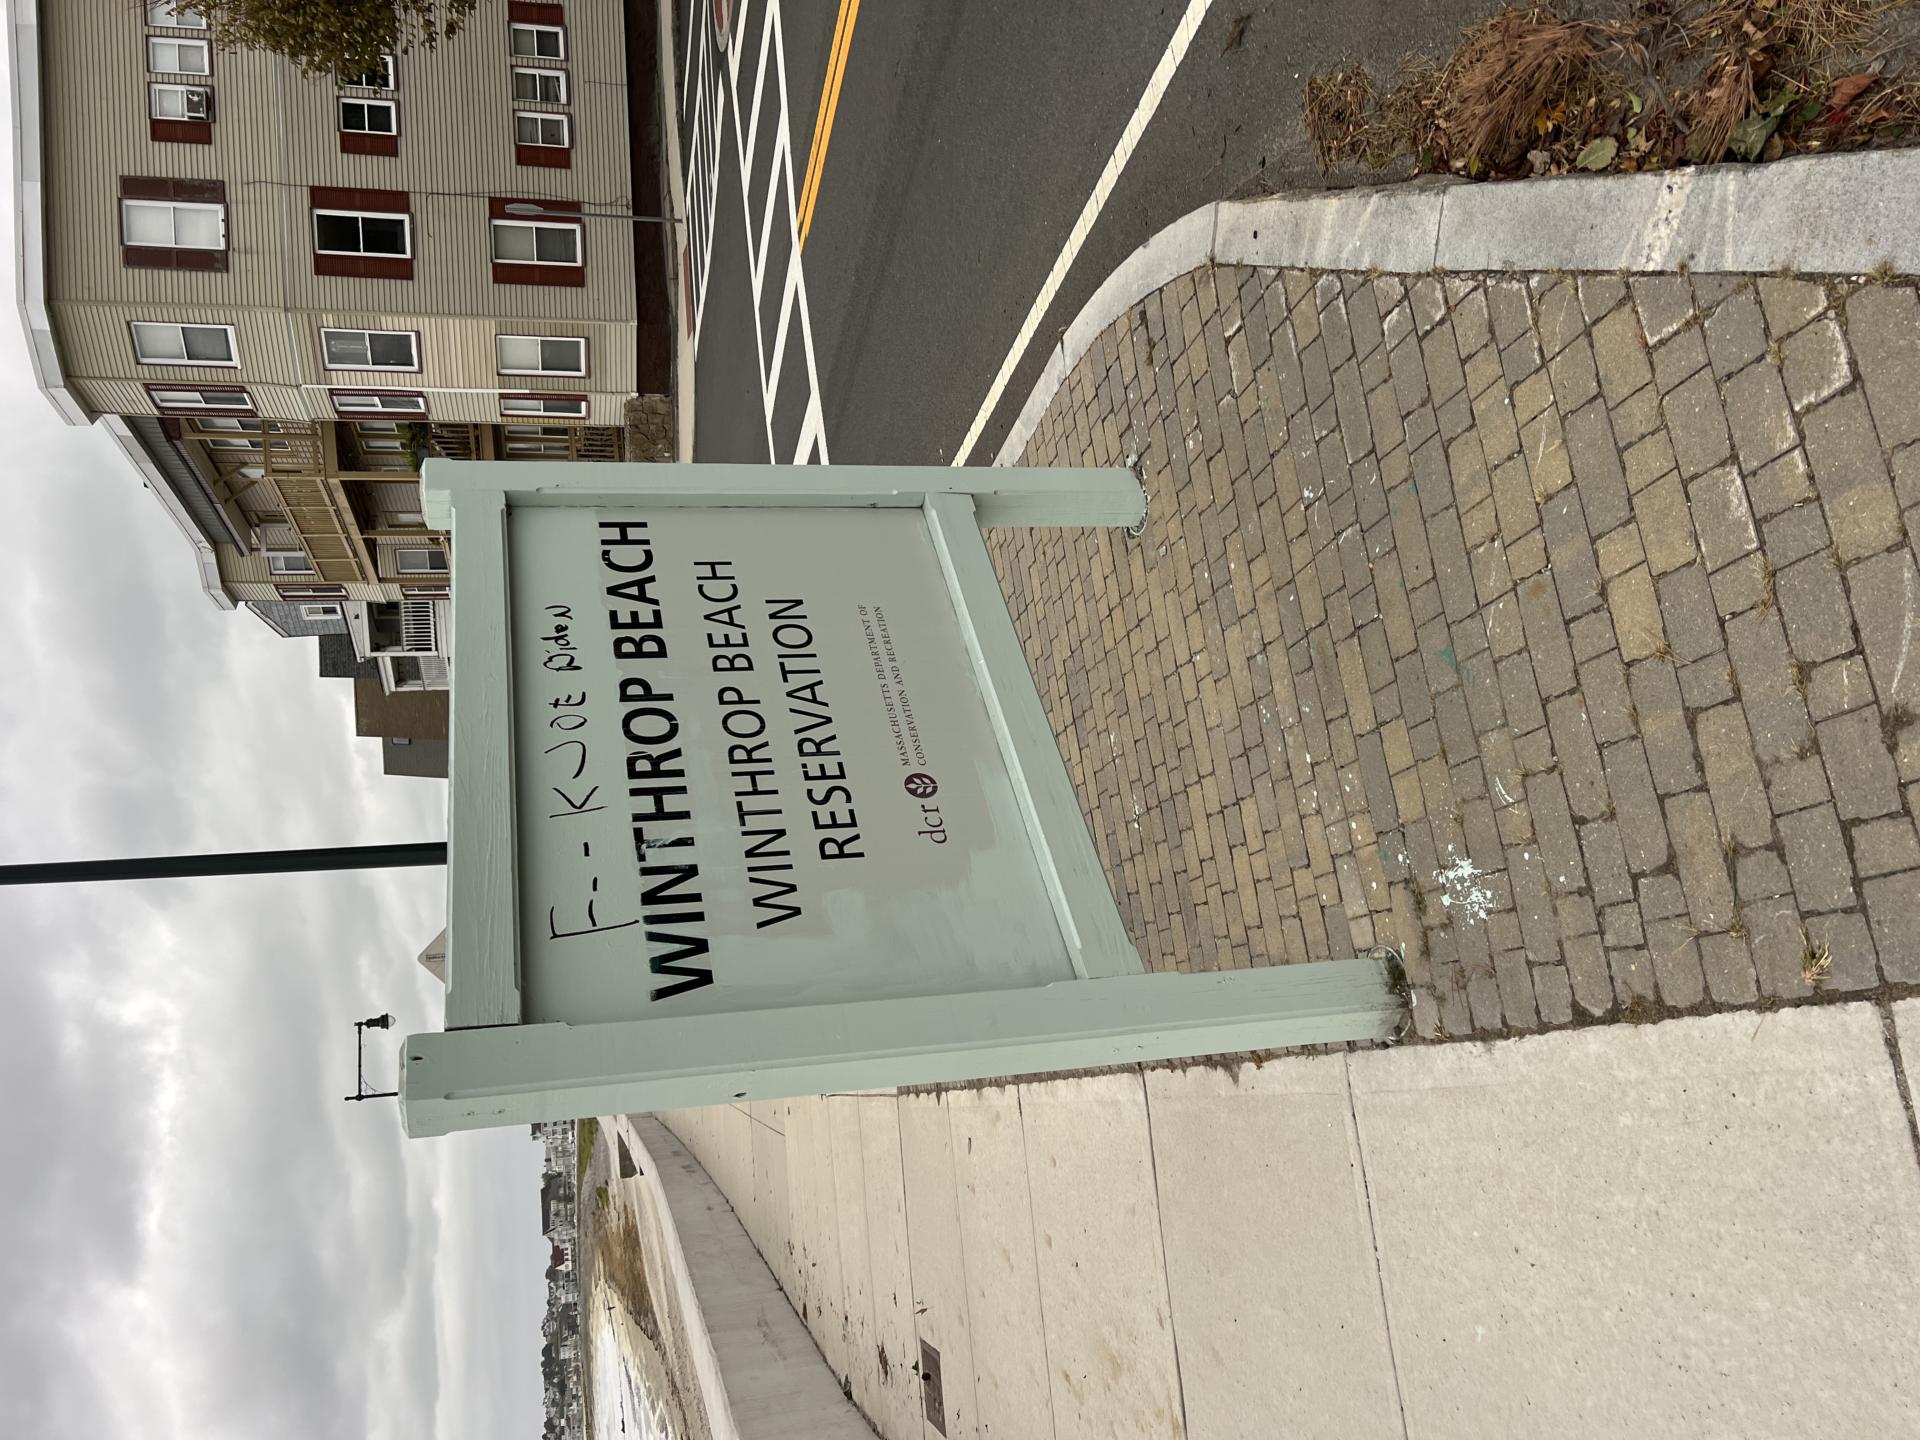 F--K JOE Biden
WINTHROP BEACH
WINTHROP BEACH
RESERVATION
dcr
MASSACHUSETTS DEPARTMENT OF
CONSERVATION AND RECREATION